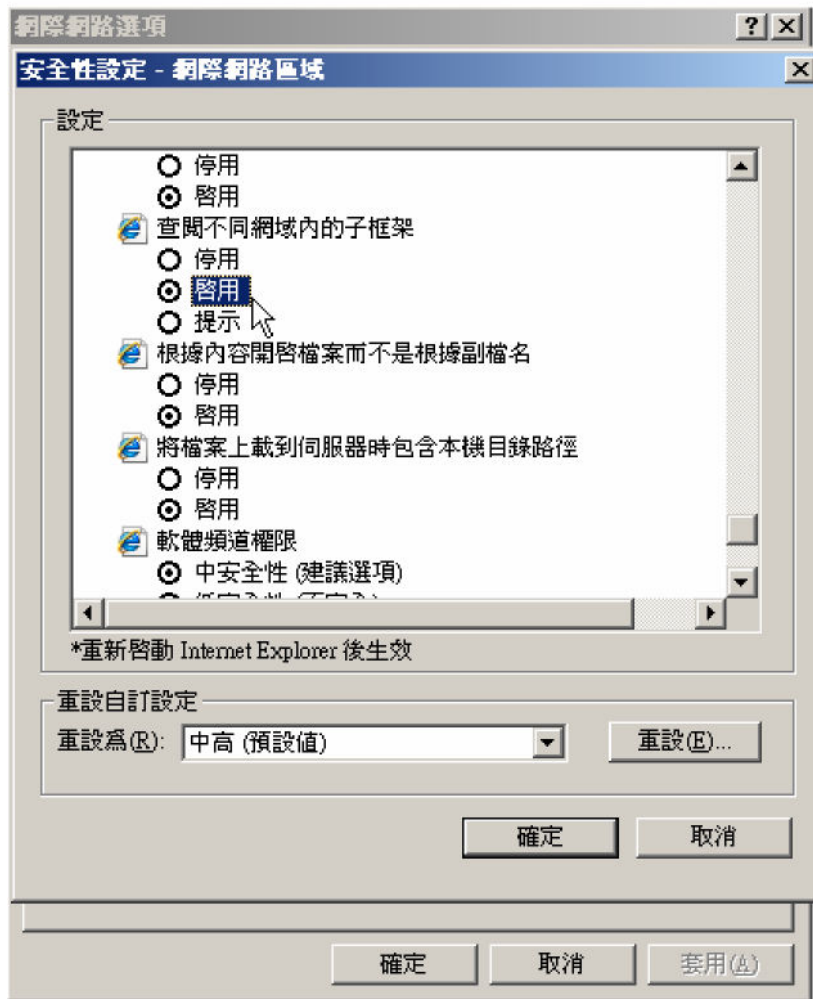 網際網路選項
安全性設定 - 網際網路區域
設定
停用
啓用
查閱不同網域內的子框架
停用
啓用
提示
根據內容開啓檔案而不是根據副檔名
停用
啓用
將檔案上載到伺服器時包含本機目錄路徑
停用
啓用
軟體頻道權限
中安全性 (建議選項)
*重新啓動 Internet Explorer 後生效
重設自訂設定
重設爲(R): 中高 (預設值) 重設(E)...
確定 取消
確定 取消 套用(A)